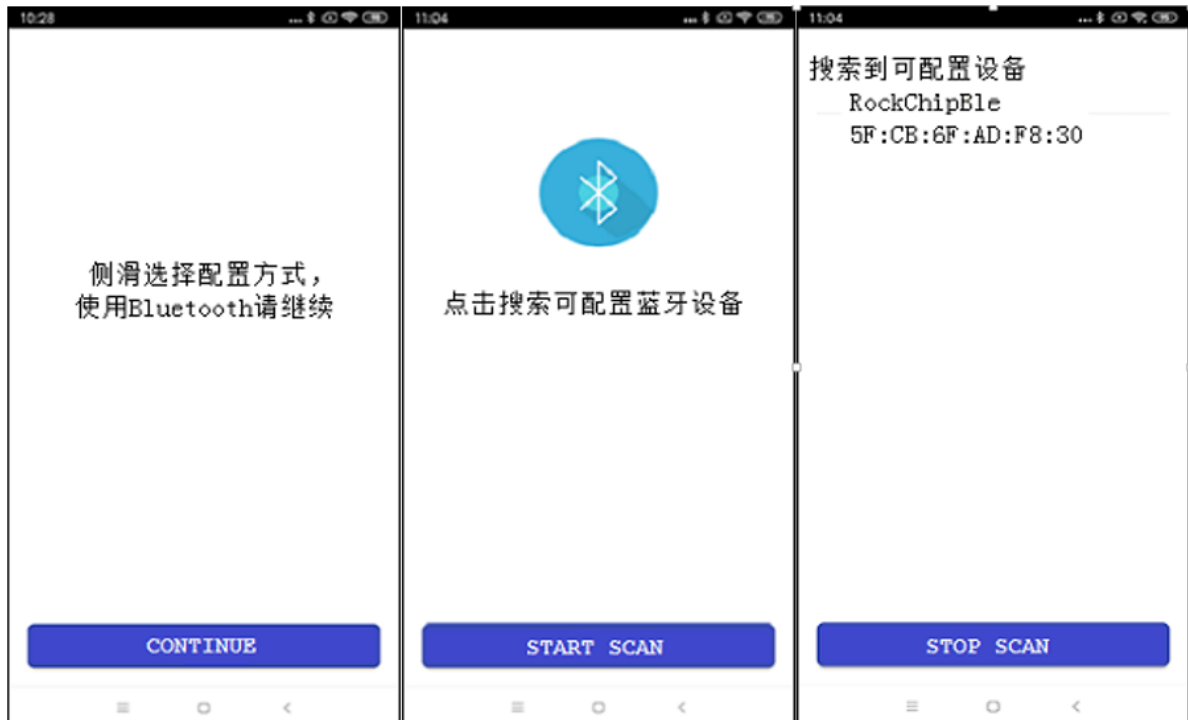 10:28
侧滑选择配置方式，
使用Bluetooth请继续
CONTINUE
11:04
点击搜索可配置蓝牙设备
START SCAN
11:04
搜索到可配置设备
RockChipBle
5F:CB:6F:AD:F8:30
STOP SCAN